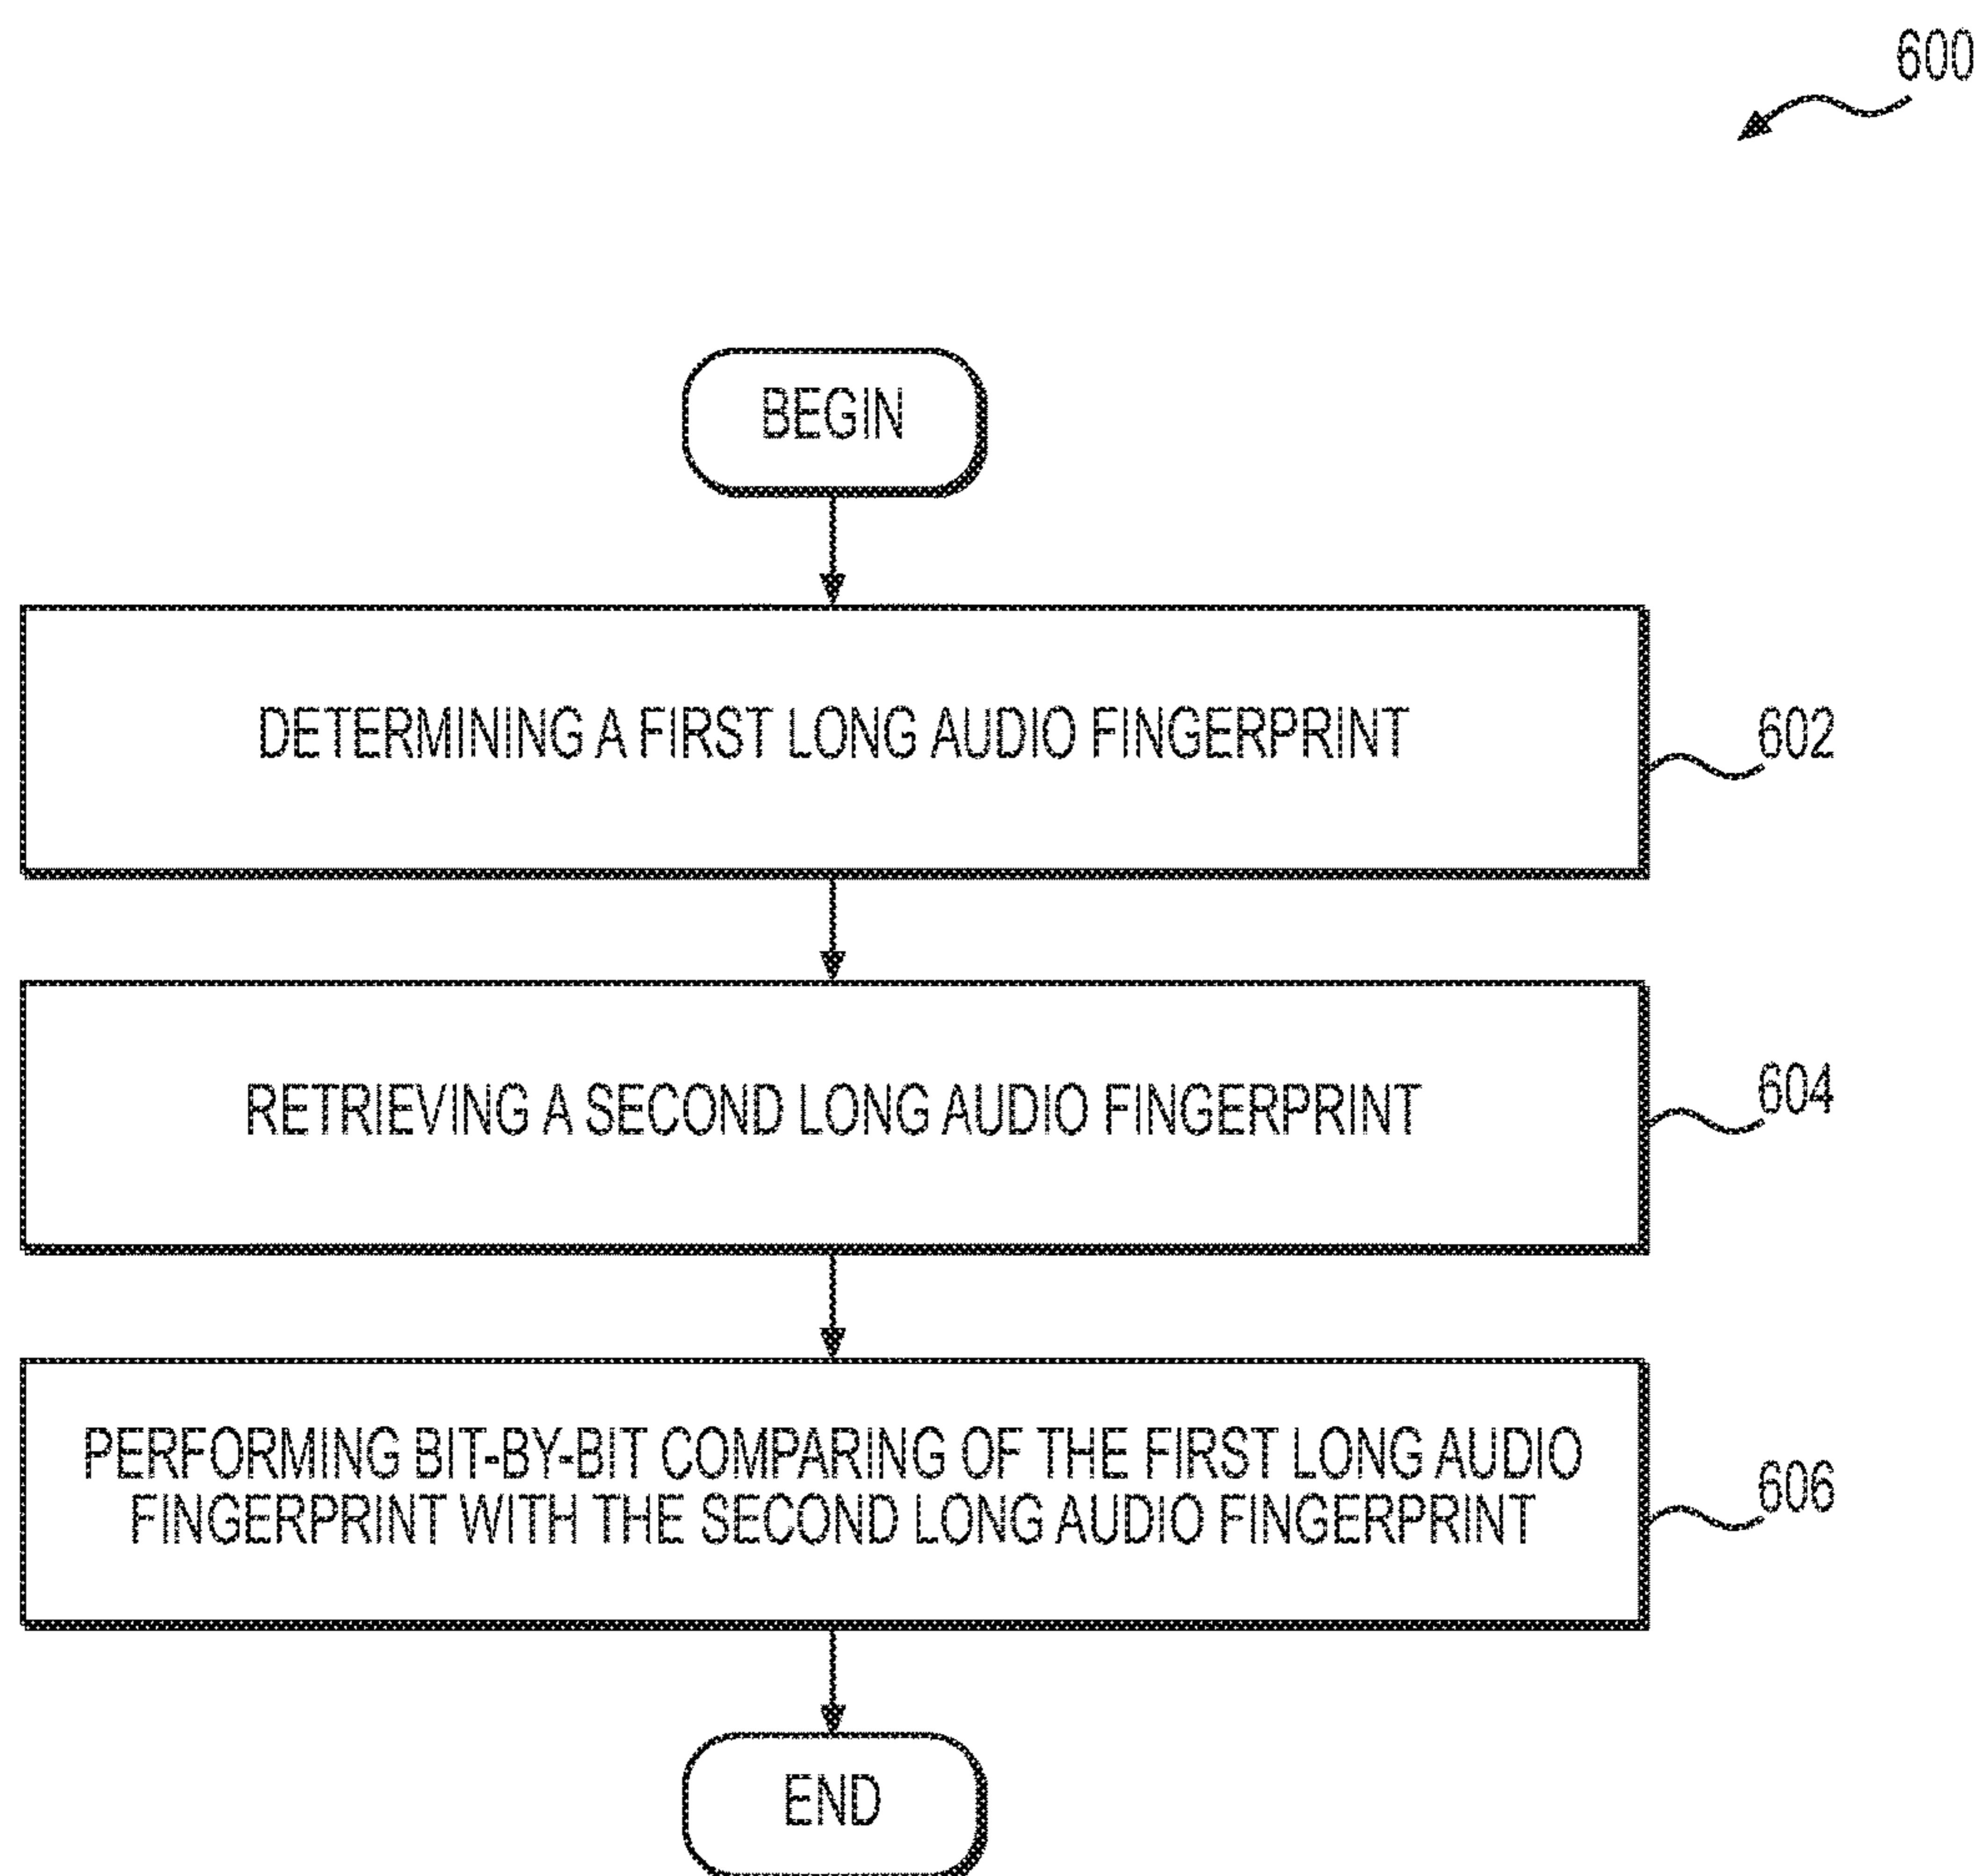 600
BEGIN
DETERMINING A FIRST LONG AUDIO FINGERPRINT
602
RETRIEVING A SECOND LONG AUDIO FINGERPRINT
604
PERFORMING BIT-BY-BIT COMPARING OF THE FIRST LONG AUDIO
FINGERPRINT WITH THE SECOND LONG AUDIO FINGERPRINT
606
END